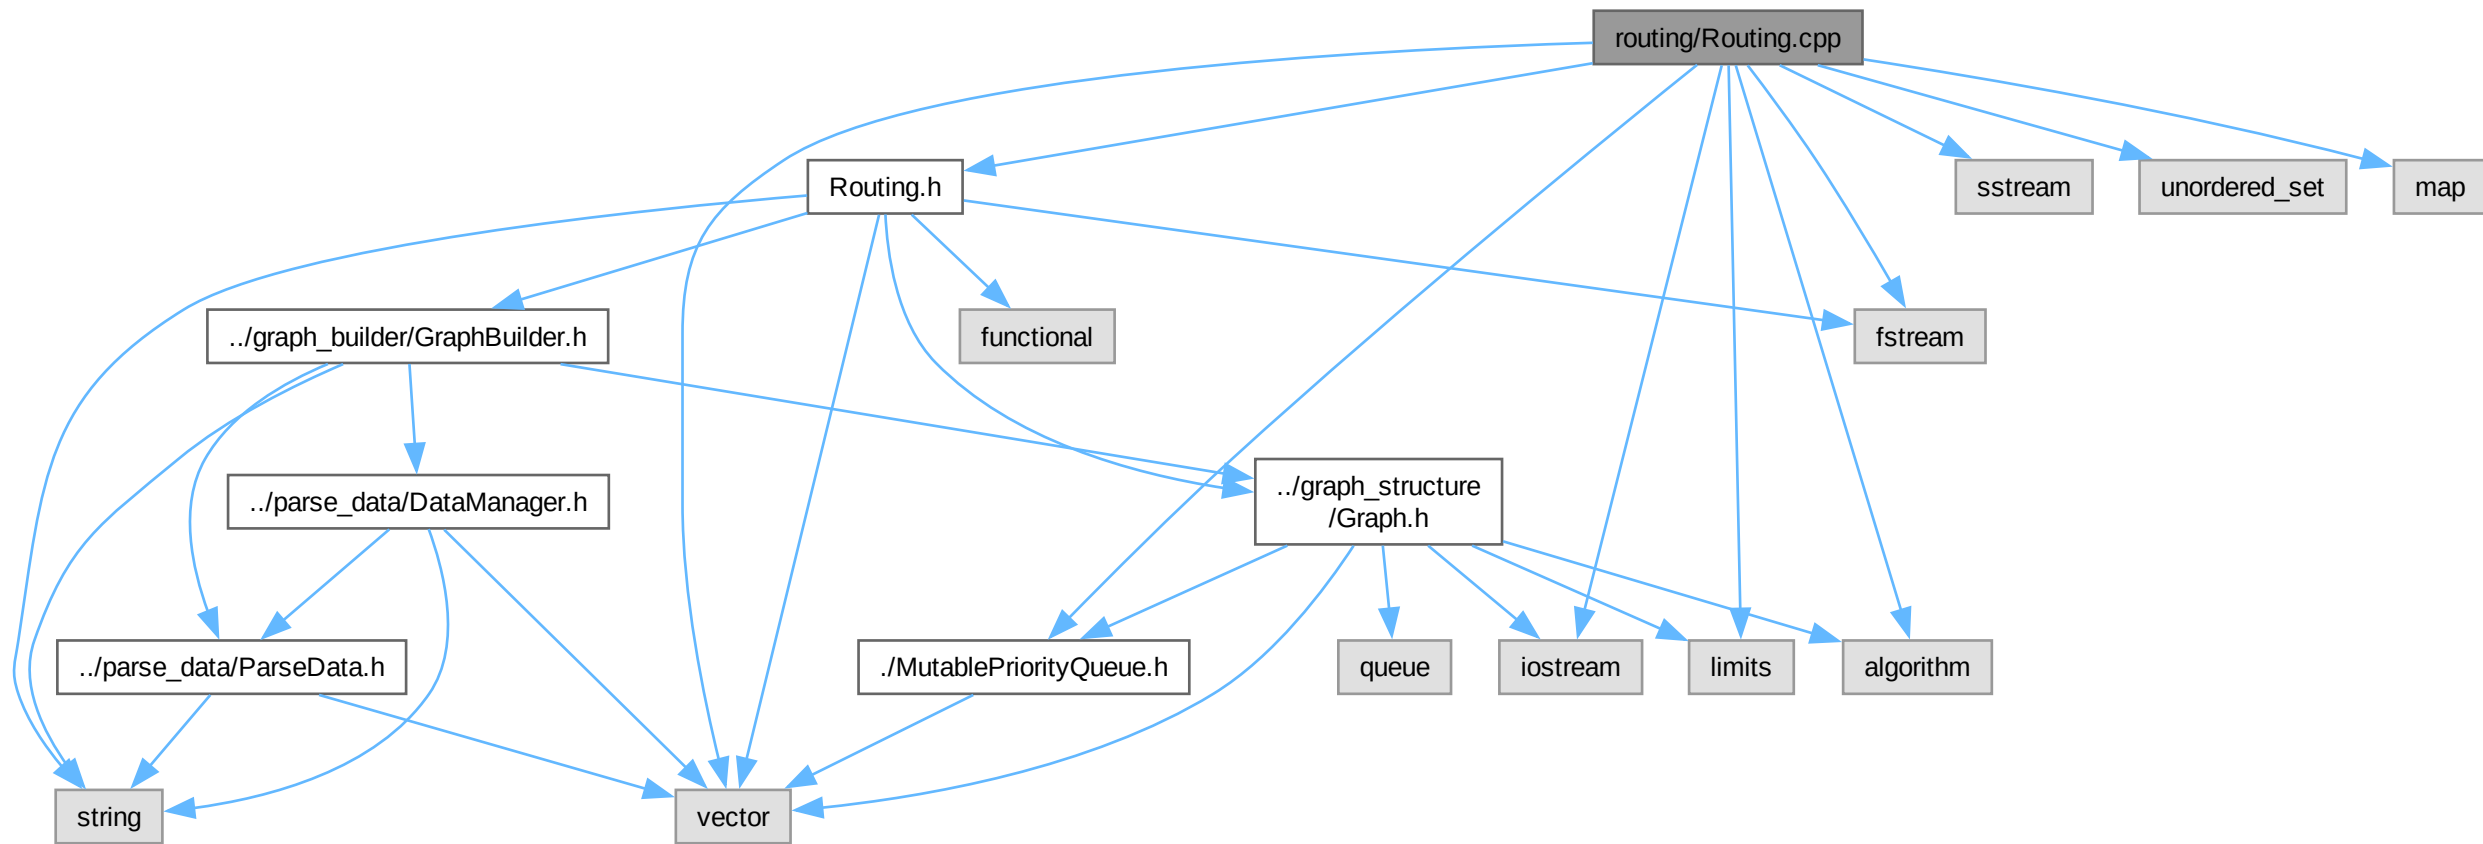 routing/Routing.cpp
Routing.h
sstream
unordered_set
map
../graph_builder/GraphBuilder.h
functional
fstream
../parse_data/DataManager.h
../graph_structure
/Graph.h
../parse_data/ParseData.h
./MutablePriorityQueue.h
queue
iostream
limits
algorithm
string
vector